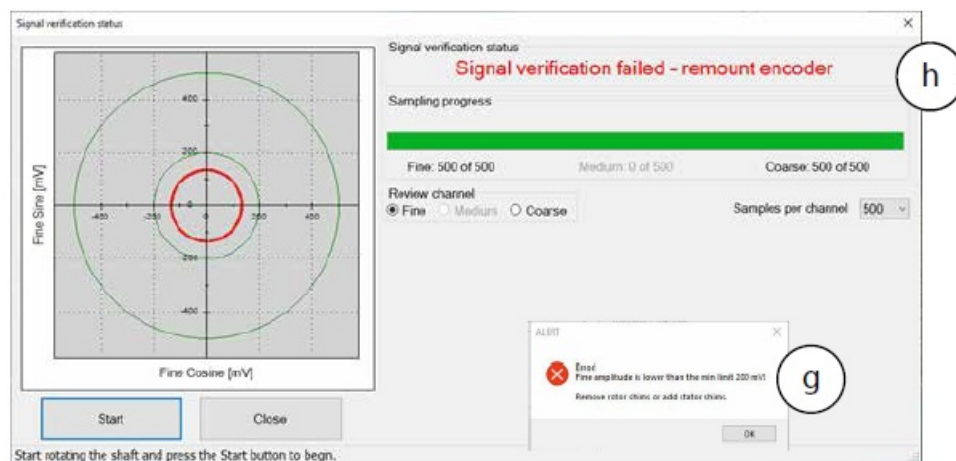 Signal verification status
Signal verification status
Signal verification failed - remount encoder
h
Sampling progress
Fine: 500 of 500 Medium: 0 of 500 Coarse: 500 of 500
Review channel
Fine Medium Coarse
Samples per channel 500
Fine Sine [mV]
400
200
-400 -200 0 200 400
-200
-400
Fine Cosine [mV]
ALERT
Error!
Fine amplitude is lower than the min limit 200 mV!
Remove rotor shims or add stator shims.
OK
g
Start Close
Start rotating the shaft and press the Start button to begin.